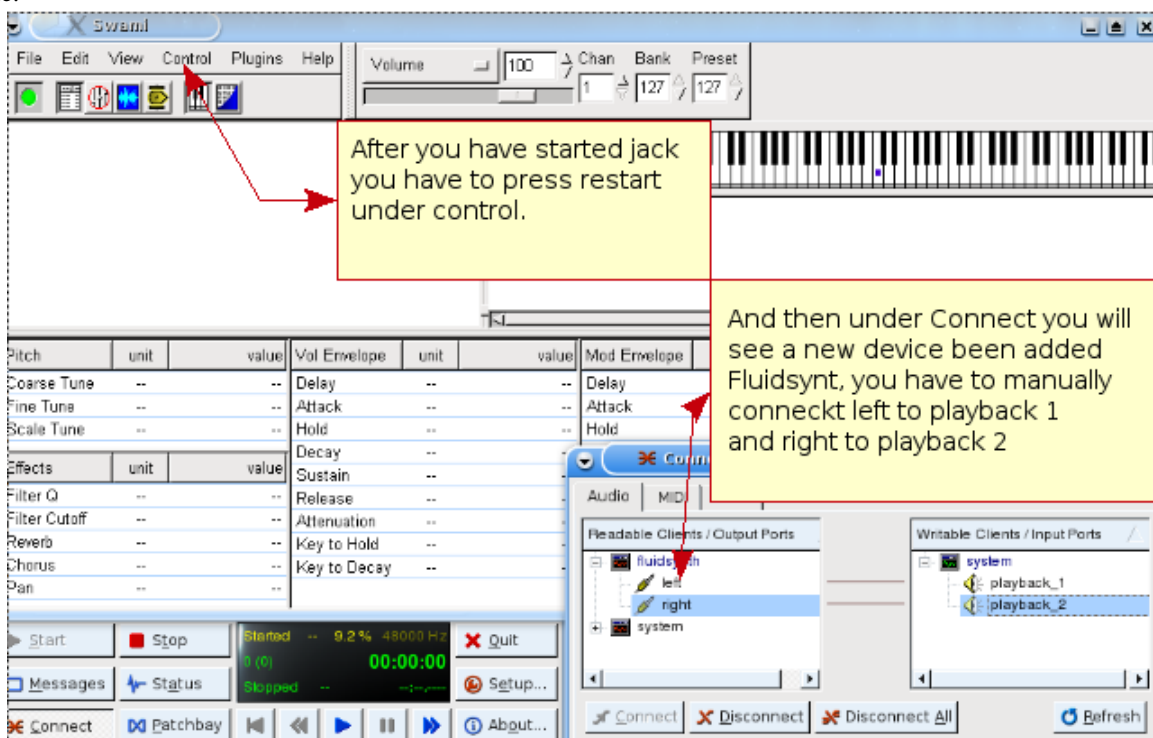 Swami
File Edit View Control Plugins Help
Volume 100 Chan Bank Preset
1 127 127
After you have started jack
you have to press restart
under control.
And then under Connect you will
see a new device been added
Fluidsynt, you have to manually
conneckt left to playback 1
and right to playback 2
Pitch unit value
Coarse Tune -- --
Fine Tune -- --
Scale Tune -- --
Effects unit value
Filter Q -- --
Filter Cutoff -- --
Reverb -- --
Chorus -- --
Pan -- --
Vol Envelope unit value
Delay -- --
Attack -- --
Hold -- --
Decay --
Sustain --
Release --
Attenuation --
Key to Hold --
Key to Decay --
Mod Envelope
Delay
Attack
Hold
Audio MIDI
Readable Clients / Output Ports
fluidsynth
left
right
system
Writable Clients / Input Ports
system
playback_1
playback_2
Connect Disconnect Disconnect All Refresh
Start Stop
Messages Status
Connect Patchbay
Started -- 9.2 % 48000 Hz
0 (0) 00:00:00
Stopped -- --:--.----
Quit
Setup...
About...